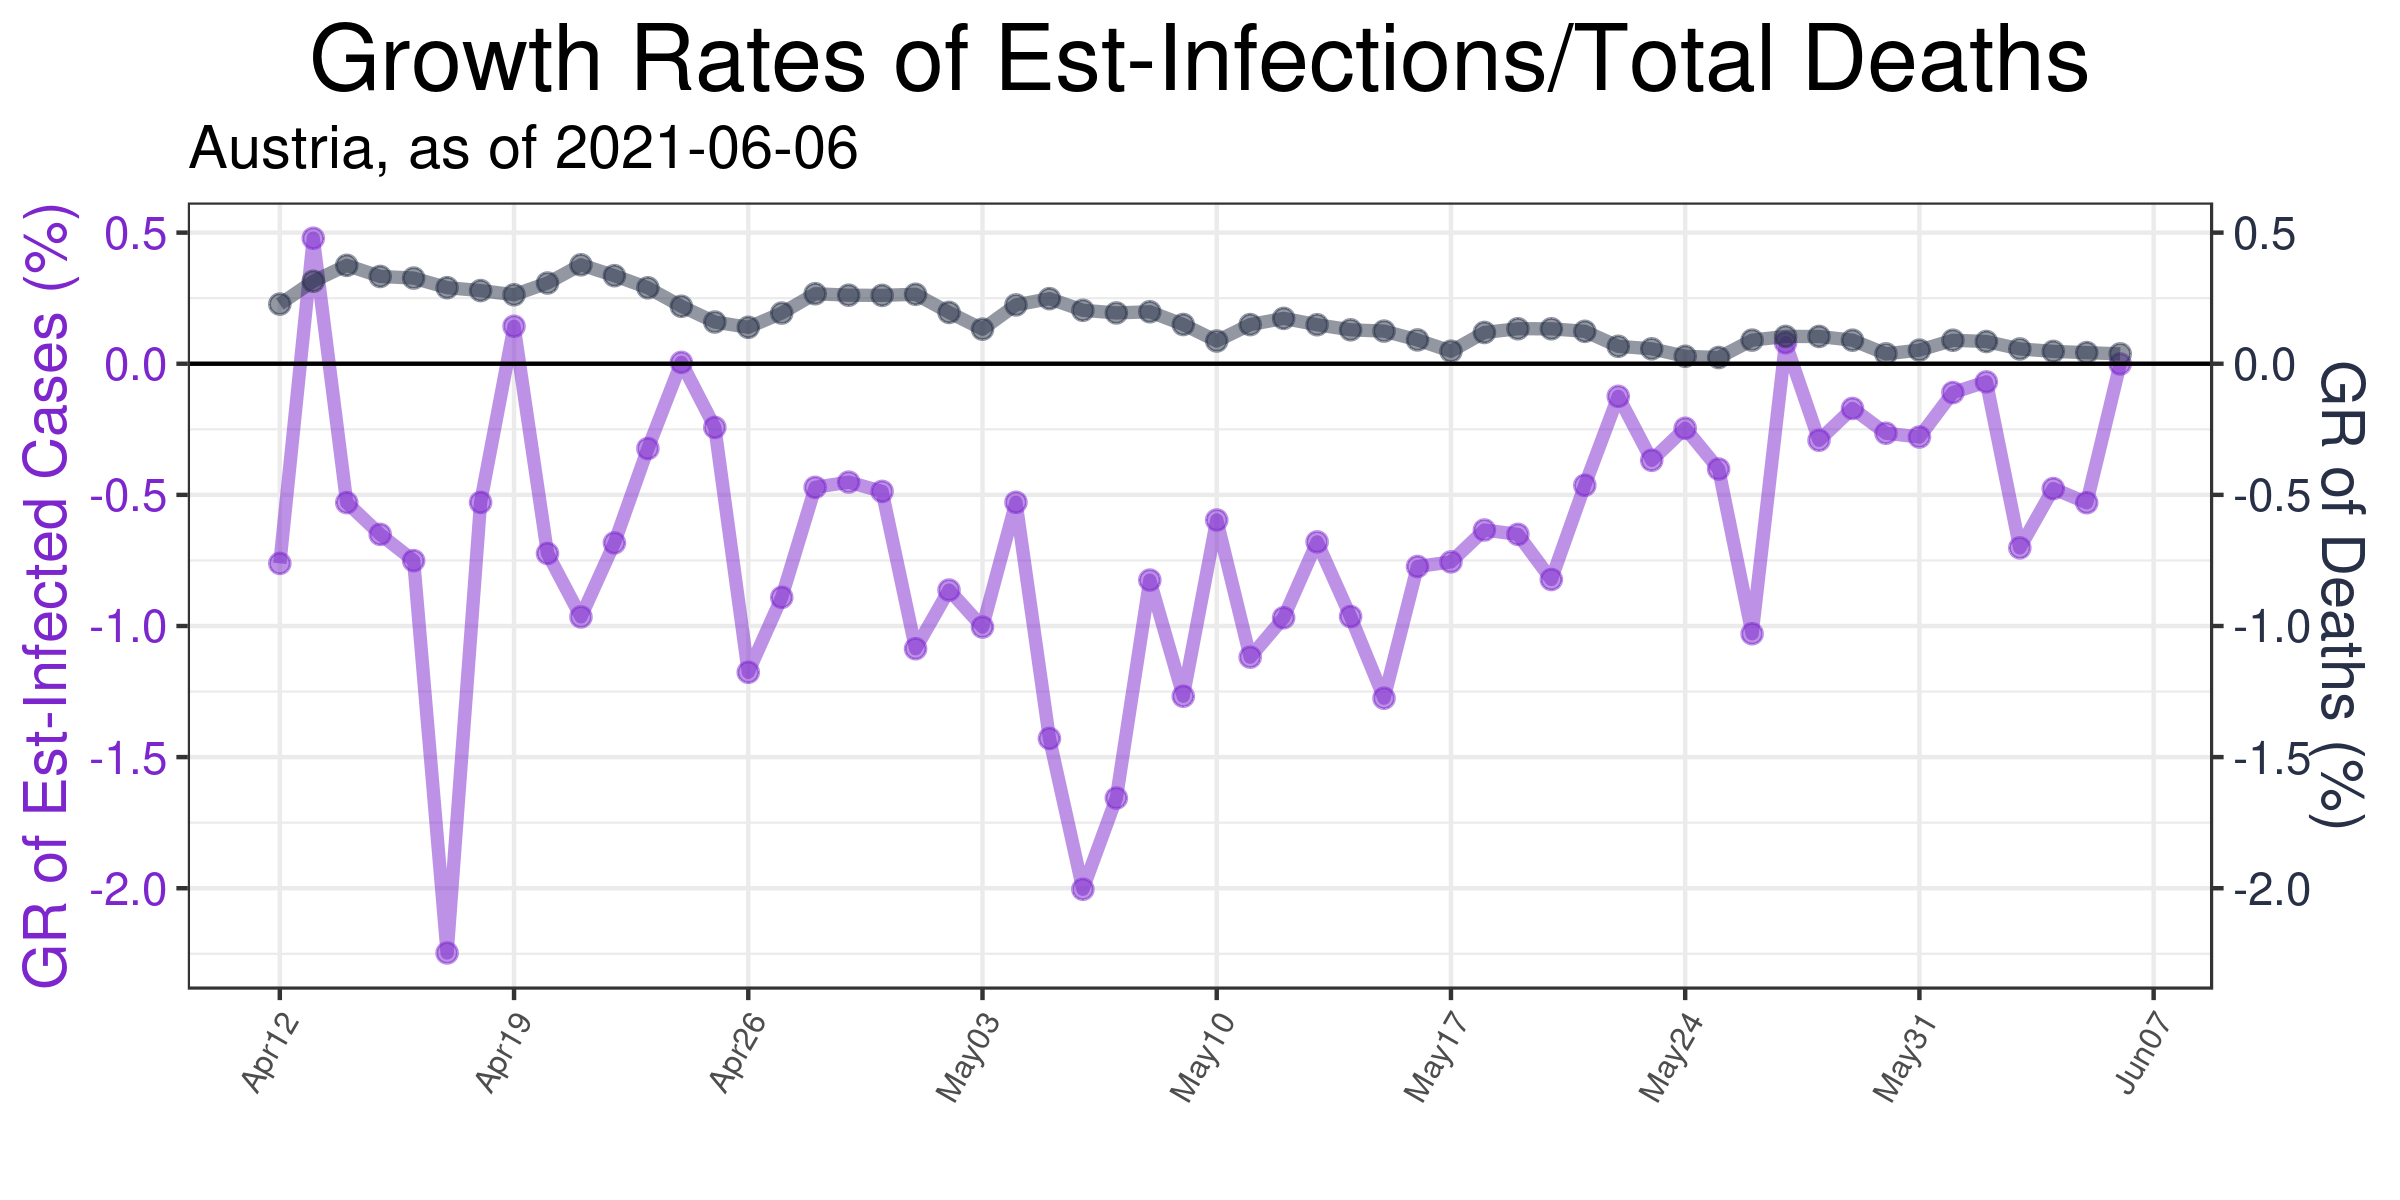 Growth Rates of Est-Infections/Total Deaths
Austria, as of 2021-06-06
GR of Est-Infected Cases (%)
0.5
0.0
-0.5
-1.0
-1.5
-2.0
0.5
0.0
-0.5
-1.0
-1.5
-2.0
GR of Deaths (%)
Apr12
Apr19
Apr26
May03
May10
May17
May24
May31
Jun07